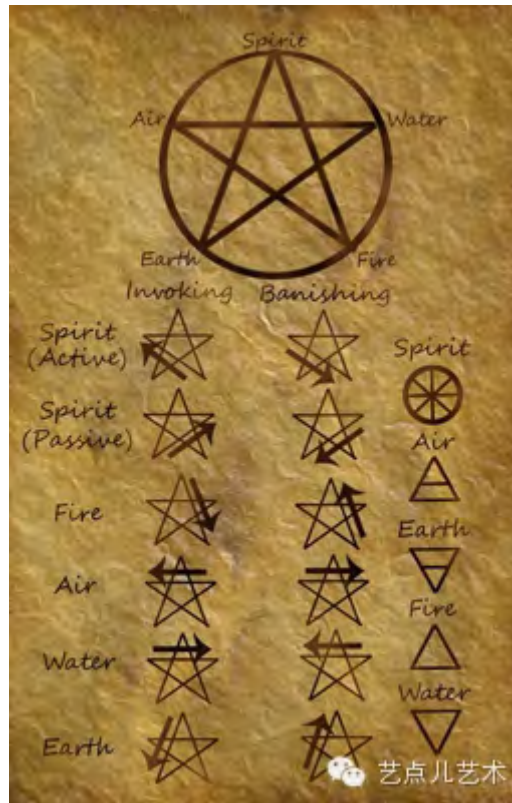 Spirit
Air
Water
Earth
Fire
Invoking Banishing
Spirit
(Active)
Spirit
(Passive)
Fire
Air
Water
Earth
Spirit
Air
Earth
Fire
Water
艺点儿艺术